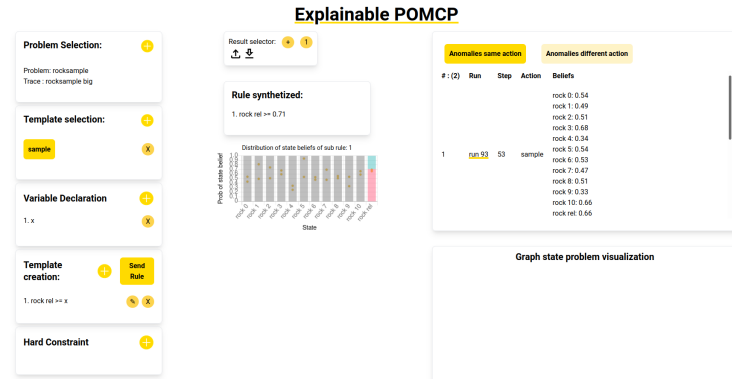 Explainable POMCP
Problem Selection:
Problem: rocksample
Trace : rocksample big
Template selection:
sample
X
Variable Declaration
1. x
X
Template creation:
Send Rule
1. rock rel >= x
X
Hard Constraint
Result selector:
+
1
Rule synthesized:
1. rock rel >= 0.71
Distribution of state beliefs of sub rule: 1
Prob of state belief
rock 0
rock 1
rock 2
rock 3
rock 4
rock 5
rock 6
rock 7
rock 8
rock 9
rock 10
rock rel
State
Anomalies same action
Anomalies different action
# : (2) Run Step Action Beliefs
rock 0: 0.54
rock 1: 0.49
rock 2: 0.51
rock 3: 0.68
rock 4: 0.34
1 run 93 53 sample rock 5: 0.54
rock 6: 0.53
rock 7: 0.47
rock 8: 0.51
rock 9: 0.33
rock 10: 0.66
rock rel: 0.66
Graph state problem visualization